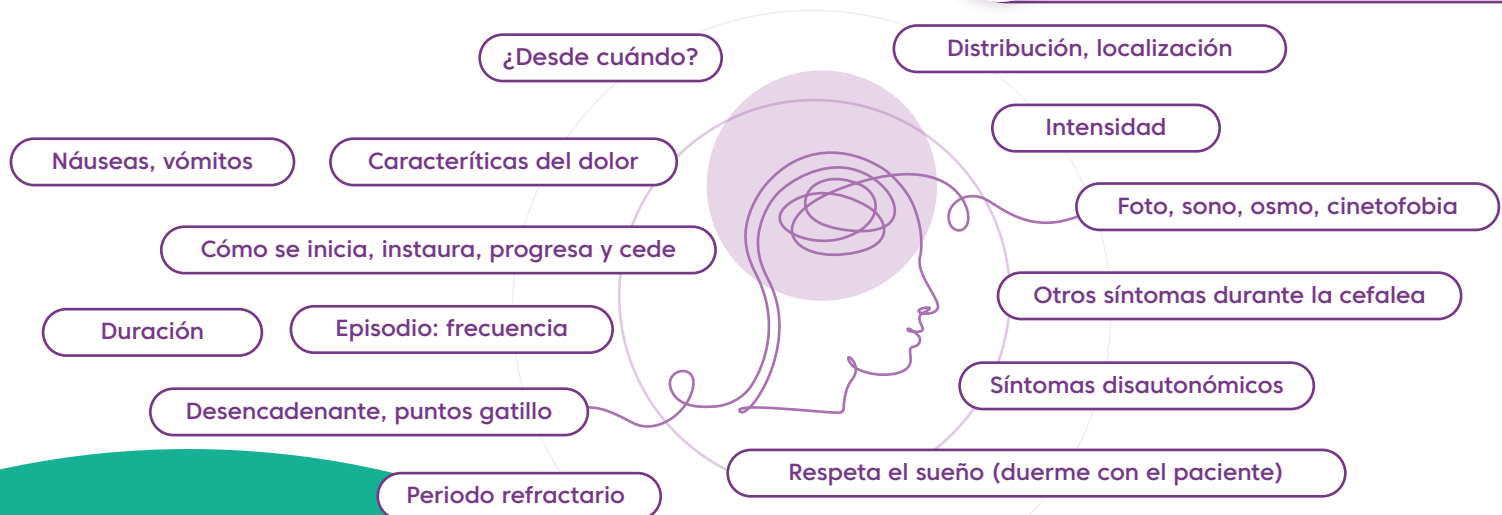 ¿Desde cuándo?
Distribución, localización
Intensidad
Náuseas, vómitos
Carateríticas del dolor
Foto, sono, osmo, cinetofobia
Cómo se inicia, instaura, progresa y cede
Otros síntomas durante la cefalea
Duración
Episodio: frecuencia
Síntomas disautonómicos
Desencadenante, puntos gatillo
Respeta el sueño (duerme con el paciente)
Periodo refractario